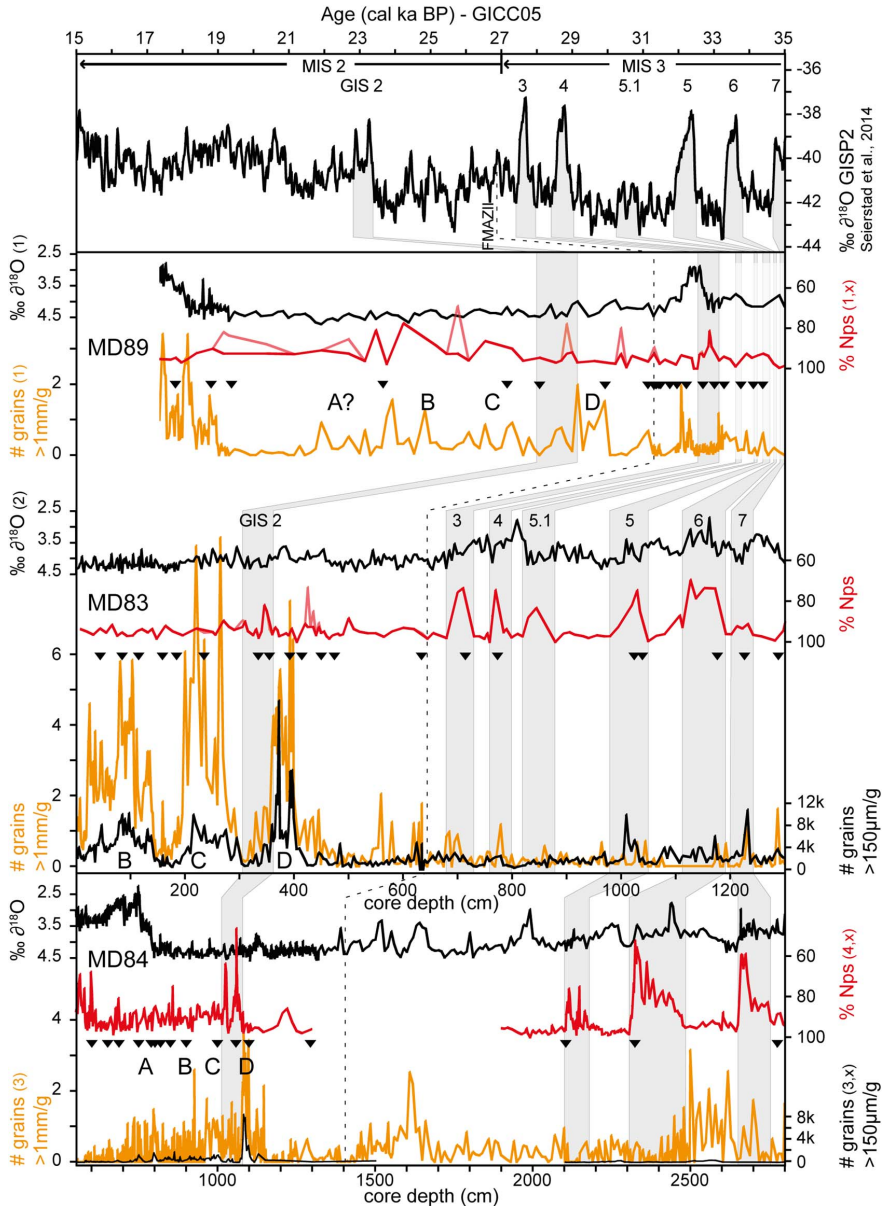 Age (cal ka BP) - GICC05
15 17 19 21 23 25 27 29 31 33 35
MIS 2 MIS 3
-36
GIS 2 3 4 5.1 5 6 7
-38
-40
-42
-44
‰ ∂¹⁸O GISP2
Seierstad et al., 2014
FMAZII
‰ ∂¹⁸O (1)
2.5
3.5
4.5
MD89
60
80
100
% Nps (1,x)
# grains (1)
>1mm/g
2
0
A? B C D
‰ ∂¹⁸O (2)
2.5
3.5
4.5
GIS 2 3 4 5.1 5 6 7
MD83
60
80
100
% Nps
6
4
2
0
# grains
>1mm/g
B C D
12k
8k
4k
0
# grains
>150µm/g
200 400 600 800 1000 1200
core depth (cm)
‰ ∂¹⁸O
2.5
3.5
4.5
MD84
60
80
100
% Nps (4,x)
4
2
0
# grains (3)
>1mm/g
A B C D
8k
4k
0
# grains (3,x)
>150µm/g
600 1000 1500 2000 2500
core depth (cm)